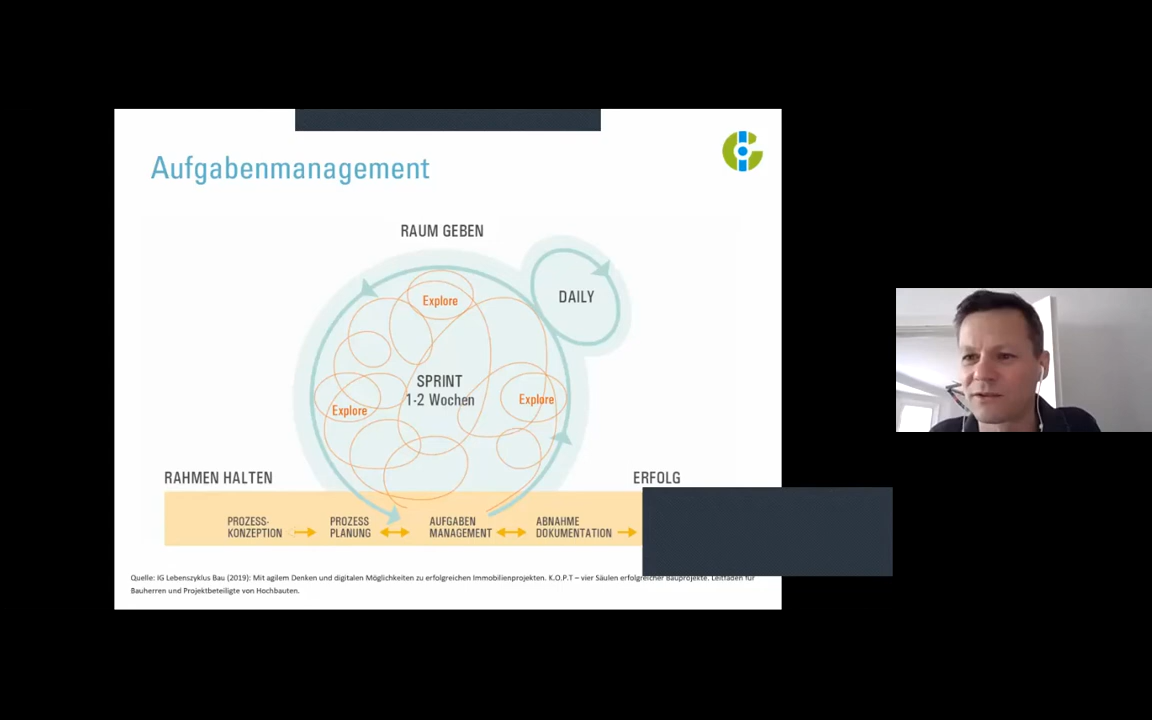 Aufgabenmanagement
RAUM GEBEN
DAILY
Explore
SPRINT
1-2 Wochen
Explore
Explore
RAHMEN HALTEN
ERFOLG
PROZESS-
KONZEPTION
PROZESS
PLANUNG
AUFGABEN
MANAGEMENT
ABNAHME
DOKUMENTATION
Quelle: IG Lebenszyklus Bau (2019): Mit agilem Denken und digitalen Möglichkeiten zu erfolgreichen Immobilienprojekten. K.O.P.T – vier Säulen erfolgreicher Bauprojekte. Leitfaden für
Bauherren und Projektbeteiligte von Hochbauten.